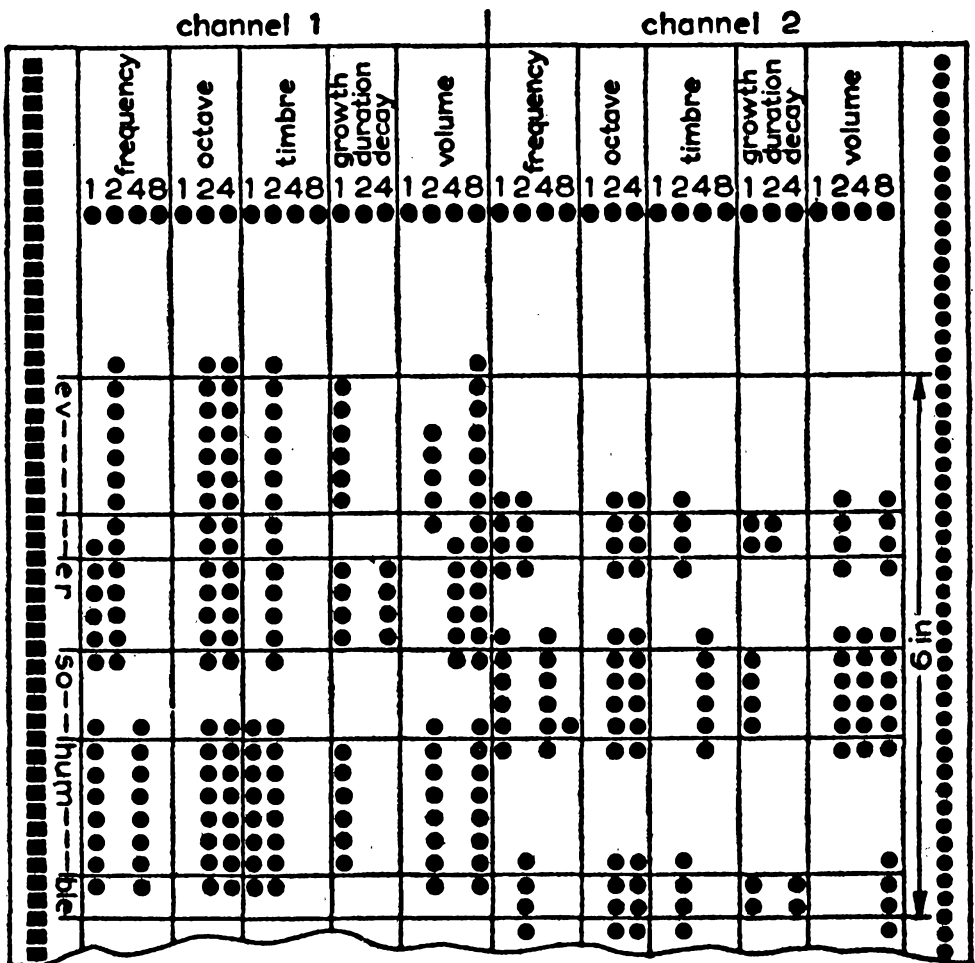 channel 1
channel 2
frequency
octave
timbre
growth
duration
decay
volume
frequency
octave
timbre
growth
duration
decay
volume
1248 124 1248 124 1248 1248 124 1248 124 1248
ev-----er so--hum--ble
6 in